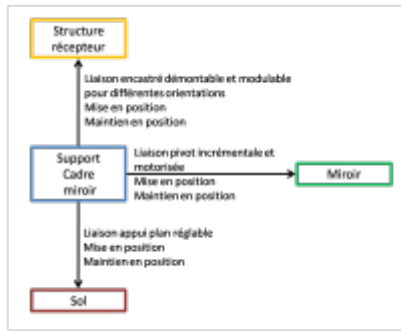 Structure
récepteur
Liaison encastré démontable et modulable
pour différentes orientations
Mise en position
Maintien en position
Support
Cadre
miroir
Liaison pivot incrémentale et
motorisée
Mise en position
Maintien en position
Miroir
Liaison appui plan réglable
Mise en position
Maintien en position
Sol